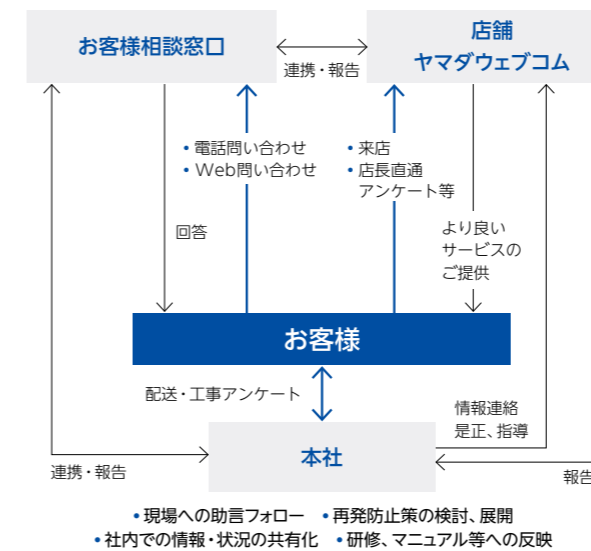 お客様相談窓口
店舗
ヤマダウェブコム
連携・報告
• 電話問い合わせ
• Web問い合わせ
• 来店
• 店長直通
アンケート等
回答
より良い
サービスの
ご提供
お客様
配送・工事アンケート
情報連絡
是正、指導
本社
連携・報告
報告
• 現場への助言フォロー • 再発防止策の検討、展開
• 社内での情報・状況の共有化 • 研修、マニュアル等への反映